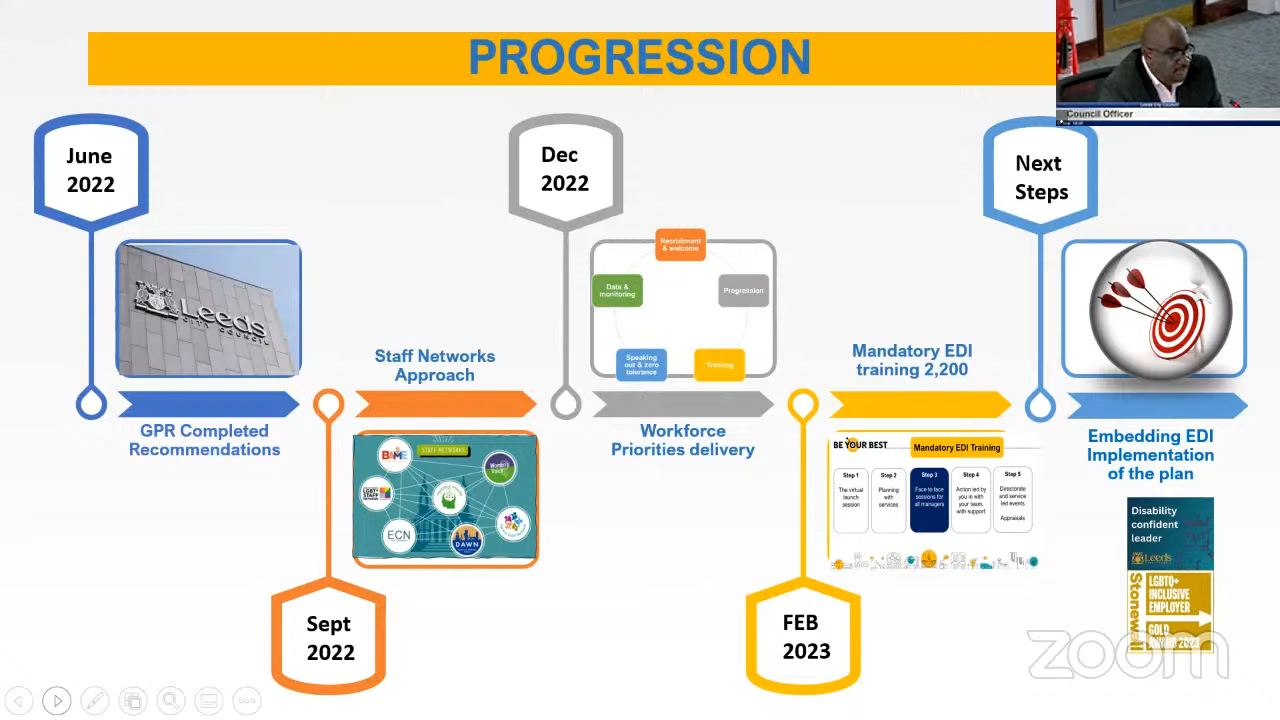 PROGRESSION
Council Officer
June
2022
Dec
2022
Next
Steps
Leeds
CITY COUNCIL
Recruitment
& welcome
Data &
monitoring
Progression
Speaking
out & zero
tolerance
Training
Staff Networks
Approach
Mandatory EDI
training 2,200
GPR Completed
Recommendations
Workforce
Priorities delivery
Embedding EDI
Implementation
of the plan
STAFF NETWORKS
BAME
LGBT+
STAFF
NETWORK
ECN
DAWN
BE YOUR BEST
Mandatory EDI Training
Step 1
The virtual
launch
session
Step 2
Planning
with
services
Step 3
Face to face
sessions for
all managers
Step 4
Action led by
you in with
your team,
with support
Step 5
Directorate
and service
led events
Appraisals
Disability
confident
leader
Leeds
Stonewall
LGBTQ+
INCLUSIVE
EMPLOYER
GOLD
AWARD 2023
Sept
2022
FEB
2023
zoom